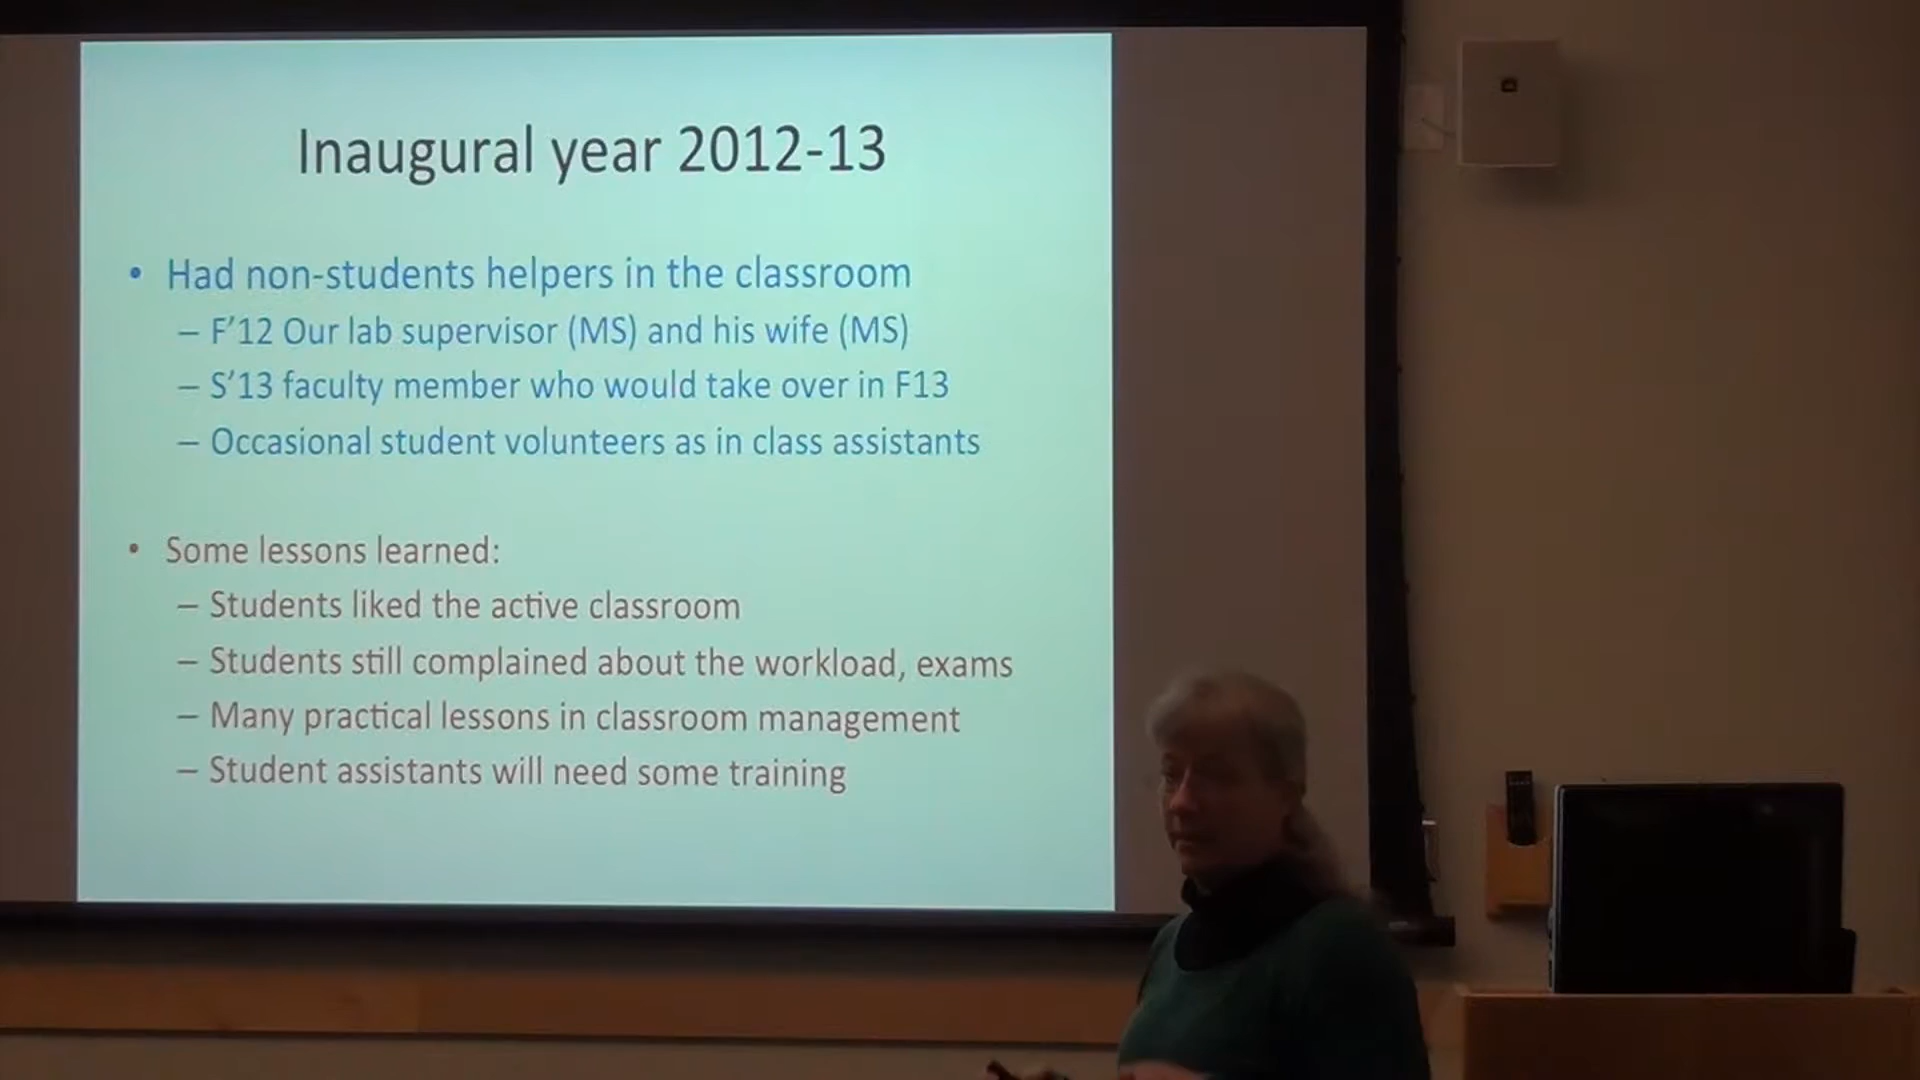 Inaugural year 2012-13
• Had non-students helpers in the classroom
– F’12 Our lab supervisor (MS) and his wife (MS)
– S’13 faculty member who would take over in F13
– Occasional student volunteers as in class assistants
• Some lessons learned:
– Students liked the active classroom
– Students still complained about the workload, exams
– Many practical lessons in classroom management
– Student assistants will need some training